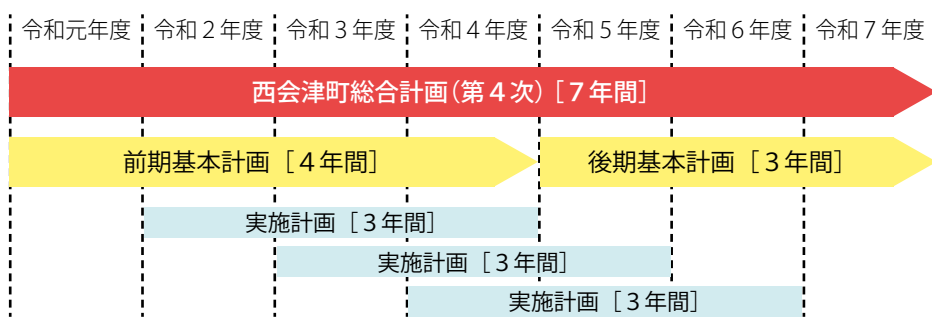 令和元年度 令和２年度 令和３年度 令和４年度 令和５年度 令和６年度 令和７年度
西会津町総合計画（第４次）［７年間］
前期基本計画［４年間］ 後期基本計画［３年間］
実施計画［３年間］
実施計画［３年間］
実施計画［３年間］